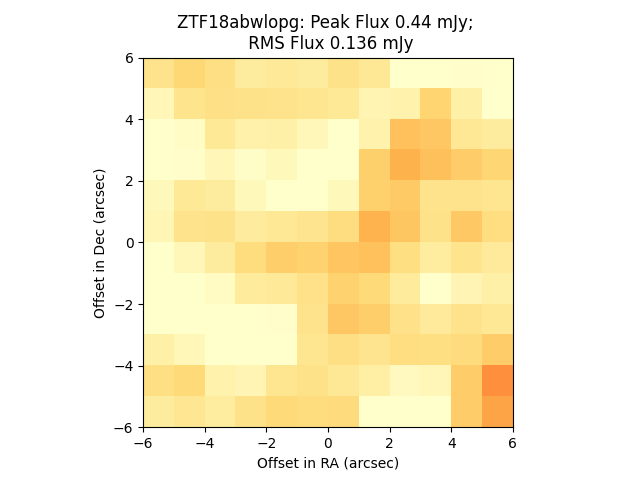 ZTF18abwlopg: Peak Flux 0.44 mJy;
RMS Flux 0.136 mJy
6
4
2
0
−2
−4
−6
Offset in Dec (arcsec)
−6 −4 −2 0 2 4 6
Offset in RA (arcsec)